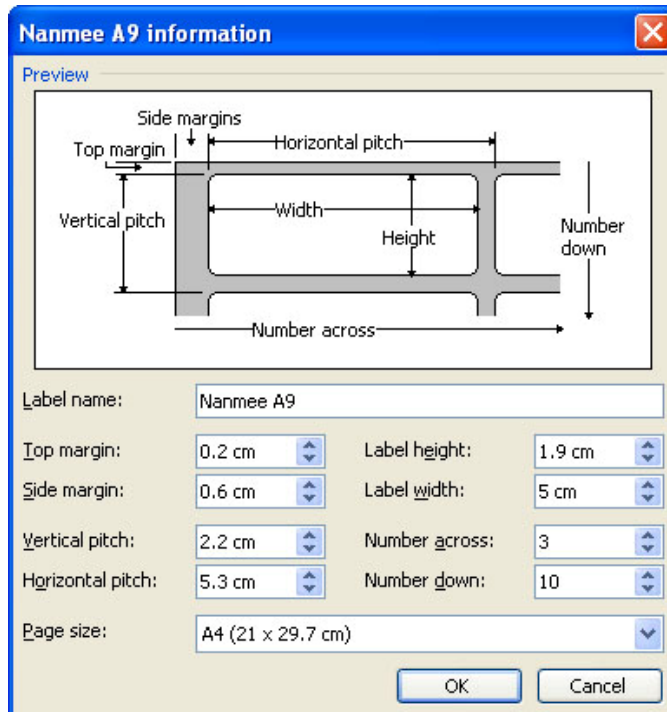 Nanmee A9 information
Preview
Side margins
Top margin
Horizontal pitch
Vertical pitch
Width
Height
Number down
Number across
Label name: Nanmee A9
Top margin: 0.2 cm Label height: 1.9 cm
Side margin: 0.6 cm Label width: 5 cm
Vertical pitch: 2.2 cm Number across: 3
Horizontal pitch: 5.3 cm Number down: 10
Page size: A4 (21 x 29.7 cm)
OK Cancel